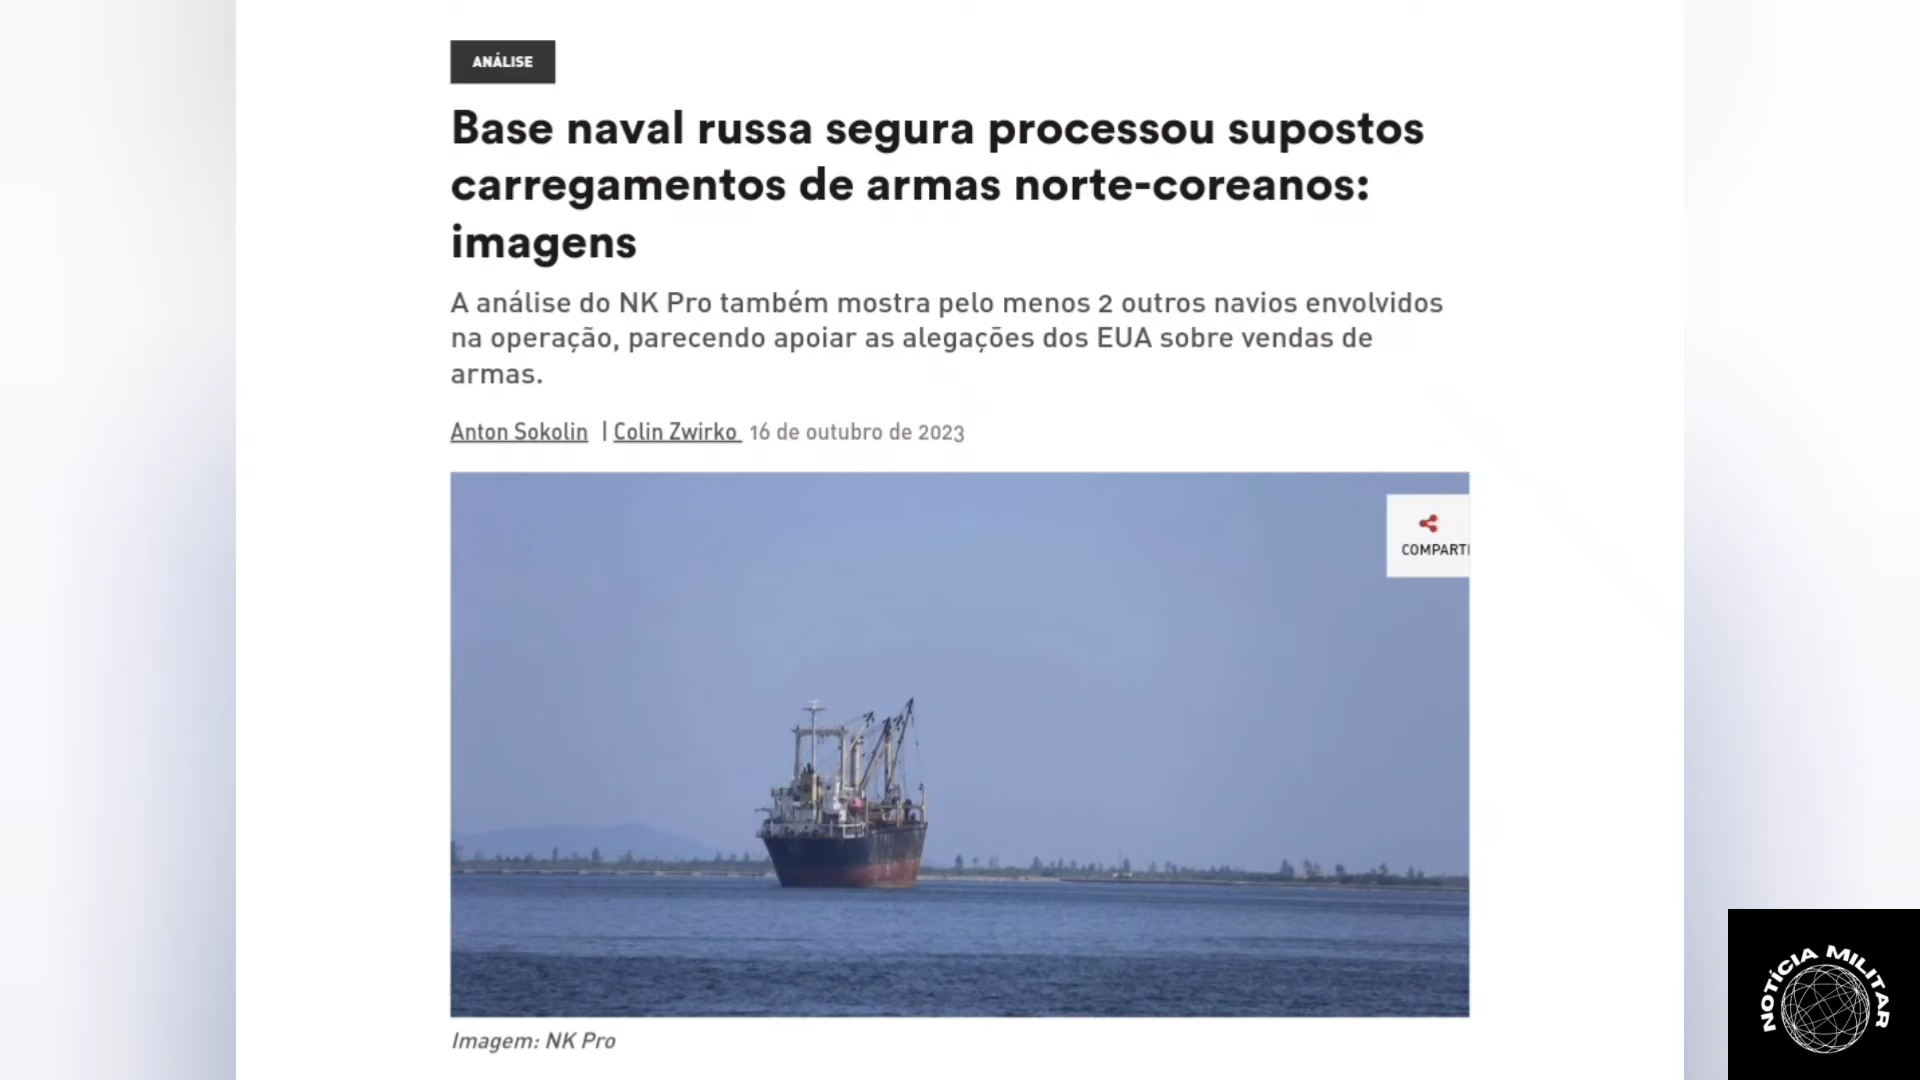 ANÁLISE
Base naval russa segura processou supostos
carregamentos de armas norte-coreanos:
imagens
A análise do NK Pro também mostra pelo menos 2 outros navios envolvidos
na operação, parecendo apoiar as alegações dos EUA sobre vendas de
armas.
Anton Sokolin | Colin Zwirko 16 de outubro de 2023
COMPARTI
Imagem: NK Pro
NOTÍCIA MILITAR